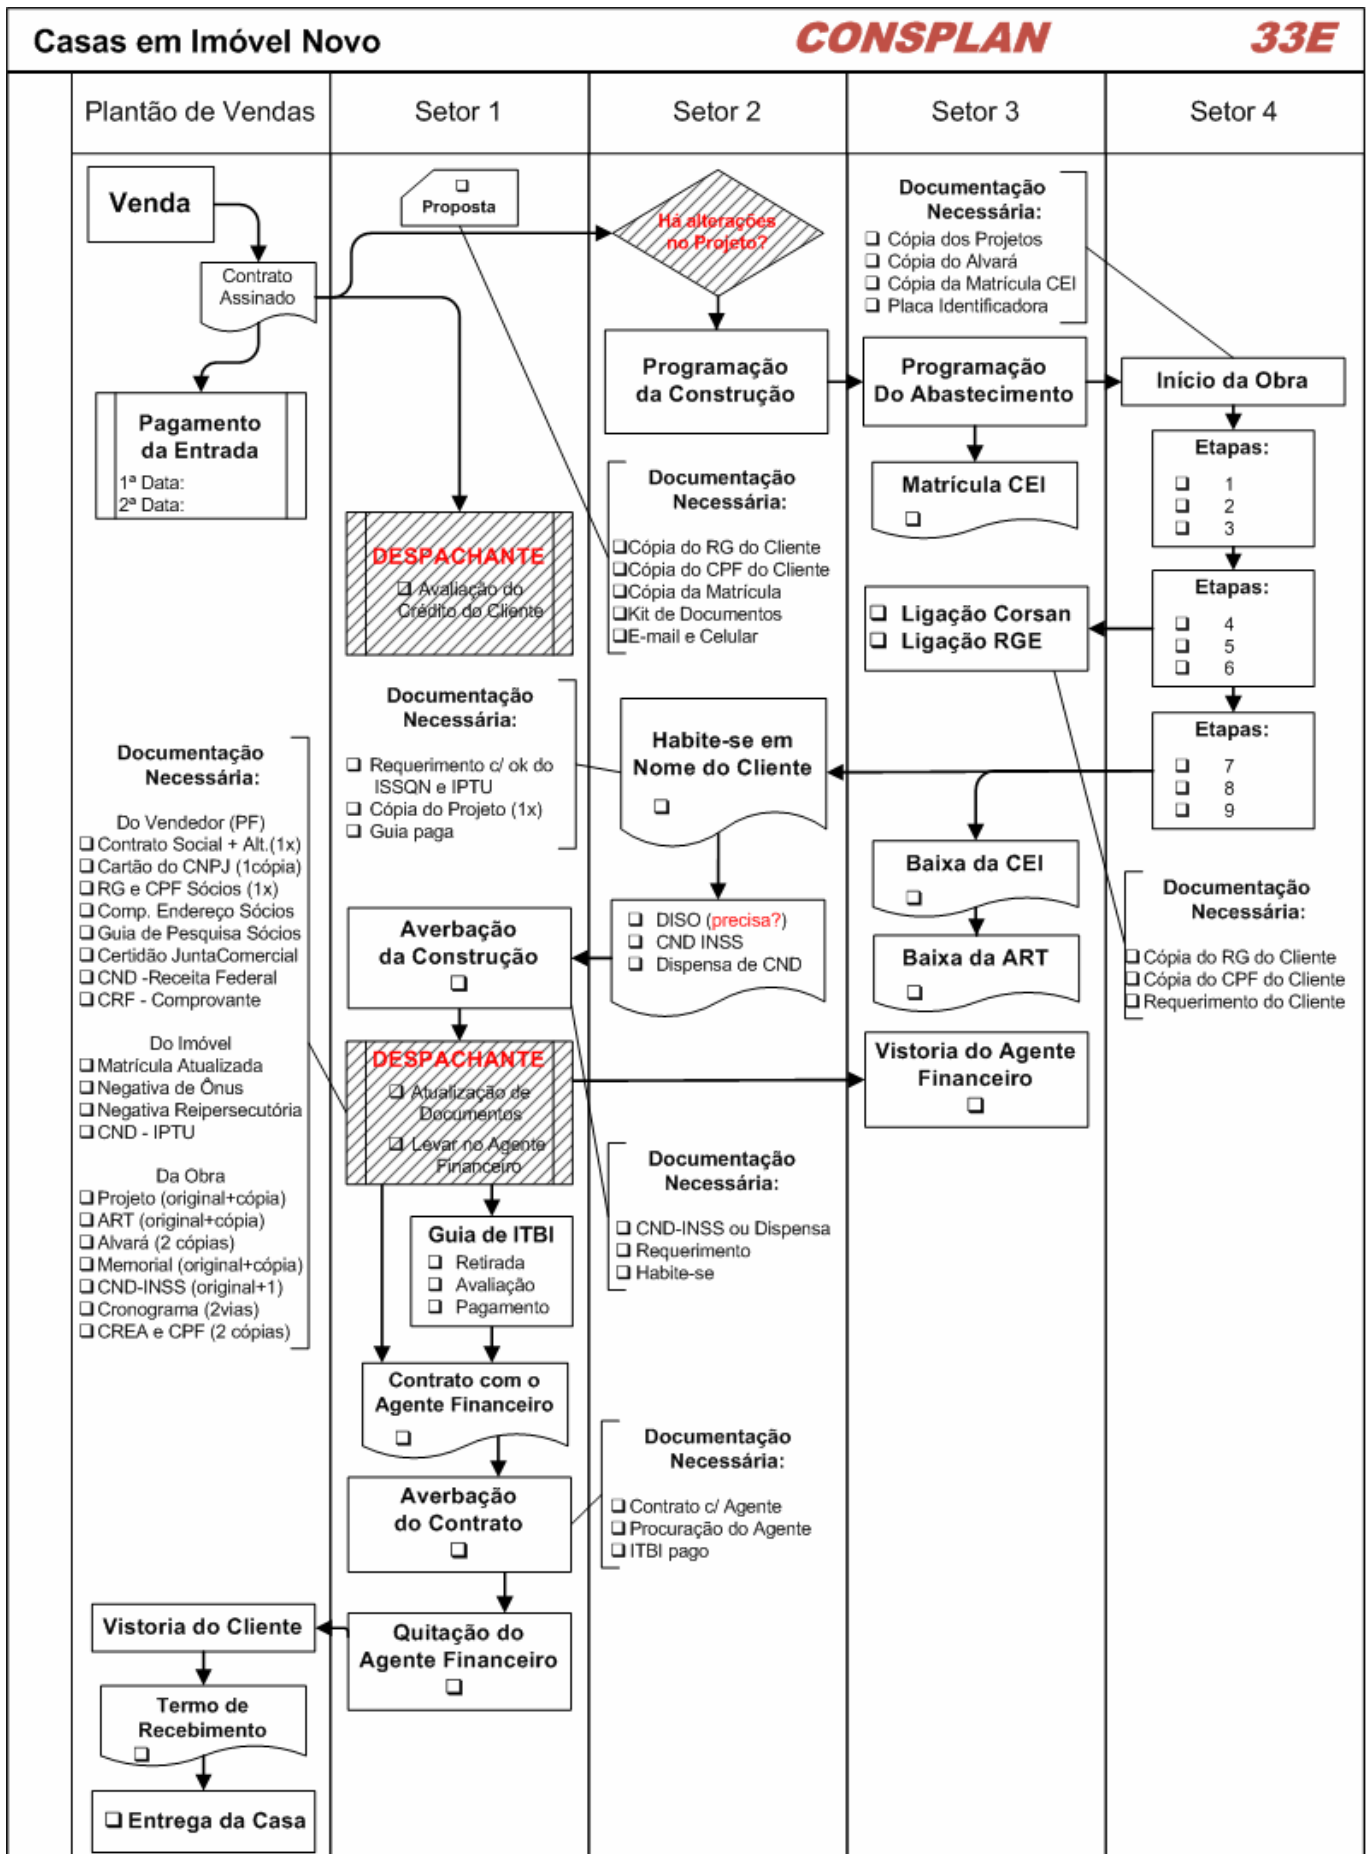 Casas em Imóvel Novo
CONSPLAN
33E
Plantão de Vendas
Setor 1
Setor 2
Setor 3
Setor 4
Venda
Contrato
Assinado
Pagamento
da Entrada
1ª Data:
2ª Data:
Documentação
Necessária:
Do Vendedor (PF)
Contrato Social + Alt.(1x)
Cartão do CNPJ (1cópia)
RG e CPF Sócios (1x)
Comp. Endereço Sócios
Guia de Pesquisa Sócios
Certidão JuntaComercial
CND -Receita Federal
CRF - Comprovante
Do Imóvel
Matrícula Atualizada
Negativa de Ônus
Negativa Reipersecutória
CND - IPTU
Da Obra
Projeto (original+cópia)
ART (original+cópia)
Alvará (2 cópias)
Memorial (original+cópia)
CND-INSS (original+1)
Cronograma (2vias)
CREA e CPF (2 cópias)
Vistoria do Cliente
Termo de
Recebimento
Entrega da Casa
Proposta
DESPACHANTE
Avaliação do
Crédito do Cliente
Documentação
Necessária:
Requerimento c/ ok do
ISSQN e IPTU
Cópia do Projeto (1x)
Guia paga
Averbação
da Construção
DESPACHANTE
Atualização de
Documentos
Levar no Agente
Financeiro
Guia de ITBI
Retirada
Avaliação
Pagamento
Contrato com o
Agente Financeiro
Averbação
do Contrato
Quitação do
Agente Financeiro
Há alterações
no Projeto?
Programação
da Construção
Documentação
Necessária:
Cópia do RG do Cliente
Cópia do CPF do Cliente
Cópia da Matrícula
Kit de Documentos
E-mail e Celular
Habite-se em
Nome do Cliente
DISO (precisa?)
CND INSS
Dispensa de CND
Documentação
Necessária:
CND-INSS ou Dispensa
Requerimento
Habite-se
Documentação
Necessária:
Contrato c/ Agente
Procuração do Agente
ITBI pago
Documentação
Necessária:
Cópia dos Projetos
Cópia do Alvará
Cópia da Matrícula CEI
Placa Identificadora
Programação
Do Abastecimento
Matrícula CEI
Ligação Corsan
Ligação RGE
Baixa da CEI
Baixa da ART
Vistoria do Agente
Financeiro
Início da Obra
Etapas:
1
2
3
Etapas:
4
5
6
Etapas:
7
8
9
Documentação
Necessária:
Cópia do RG do Cliente
Cópia do CPF do Cliente
Requerimento do Cliente